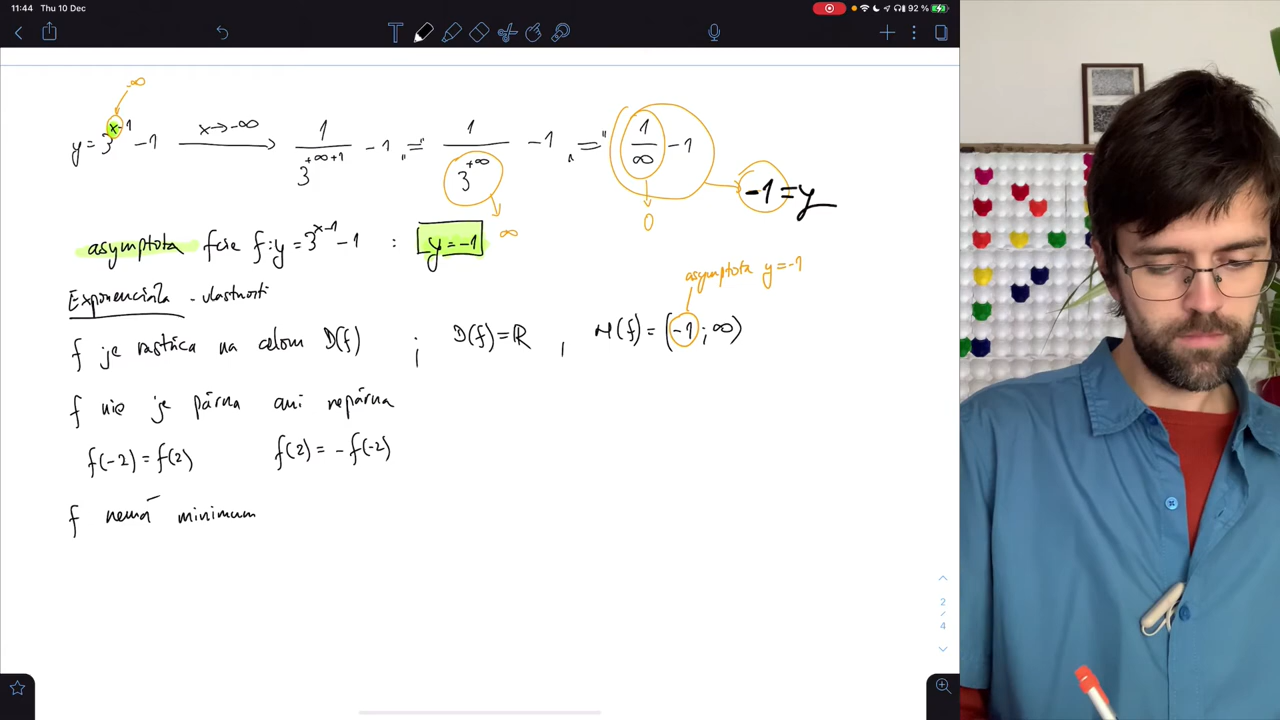 11:44 Thu 10 Dec
92 %
-∞
y = 3^(x-1) - 1 x→-∞ 1/3^(+∞+1) - 1 „=" 1/3^(+∞) - 1 „=" 1/∞ - 1
-1 = y
∞
0
asymptota fcie f: y = 3^(x-1) - 1 : y = -1
asymptota y = -1
Exponenciála - vlastnosti
f je rastúca na celom D(f) ; D(f) = ℝ , H(f) = (-1; ∞)
f nie je párna ani nepárna
f(-2) = f(2) f(2) = -f(-2)
f nemá minimum
2
/
4